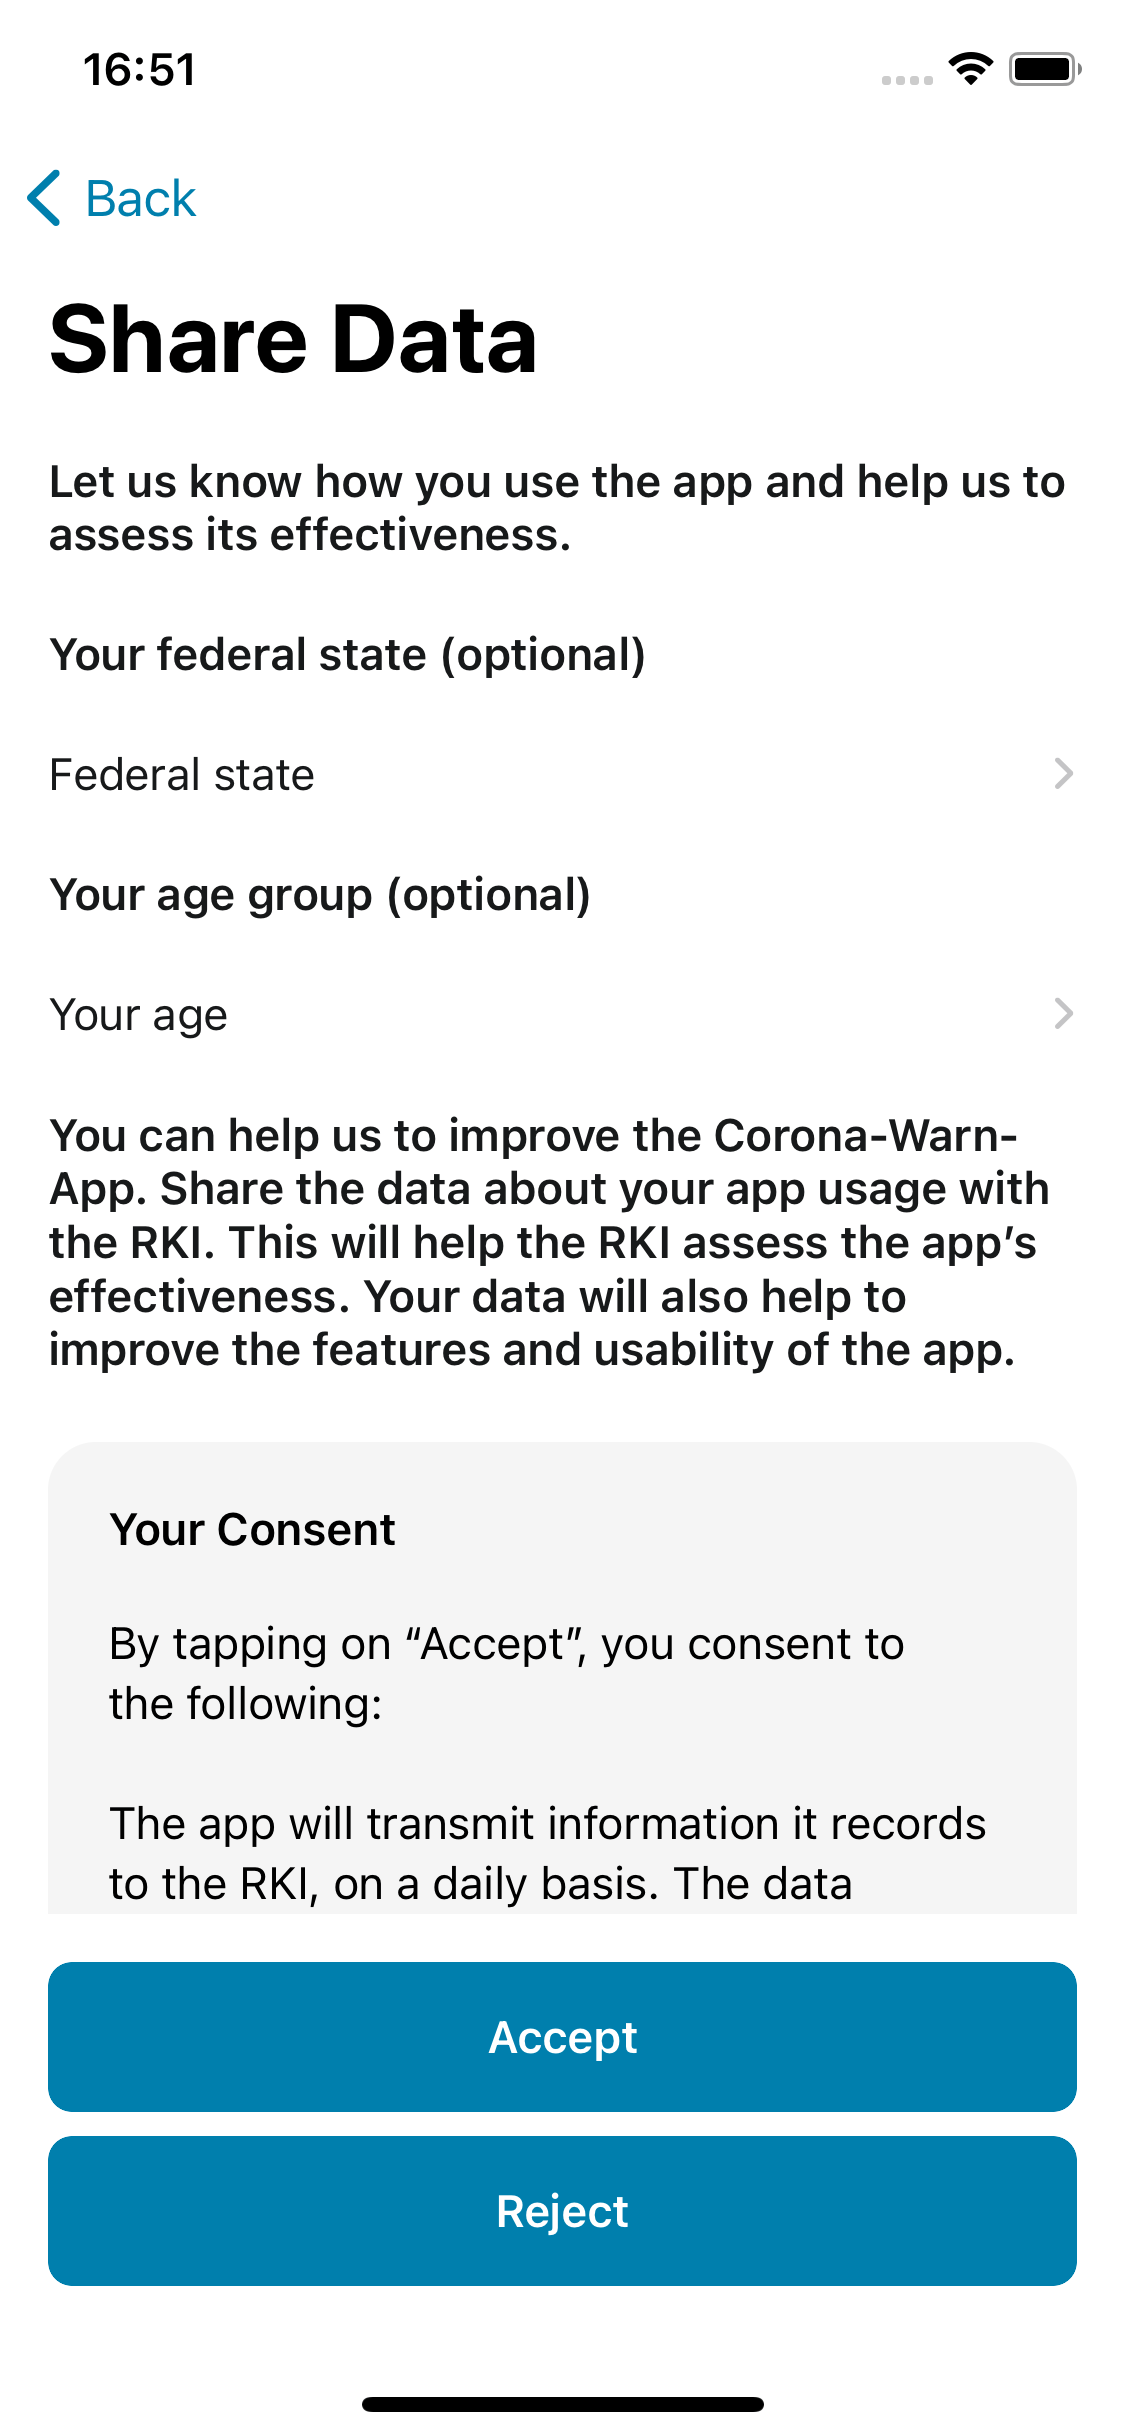 16:51
Back
Share Data
Let us know how you use the app and help us to
assess its effectiveness.
Your federal state (optional)
Federal state
Your age group (optional)
Your age
You can help us to improve the Corona-Warn-
App. Share the data about your app usage with
the RKI. This will help the RKI assess the app’s
effectiveness. Your data will also help to
improve the features and usability of the app.
Your Consent
By tapping on “Accept”, you consent to
the following:
The app will transmit information it records
to the RKI, on a daily basis. The data
Accept
Reject